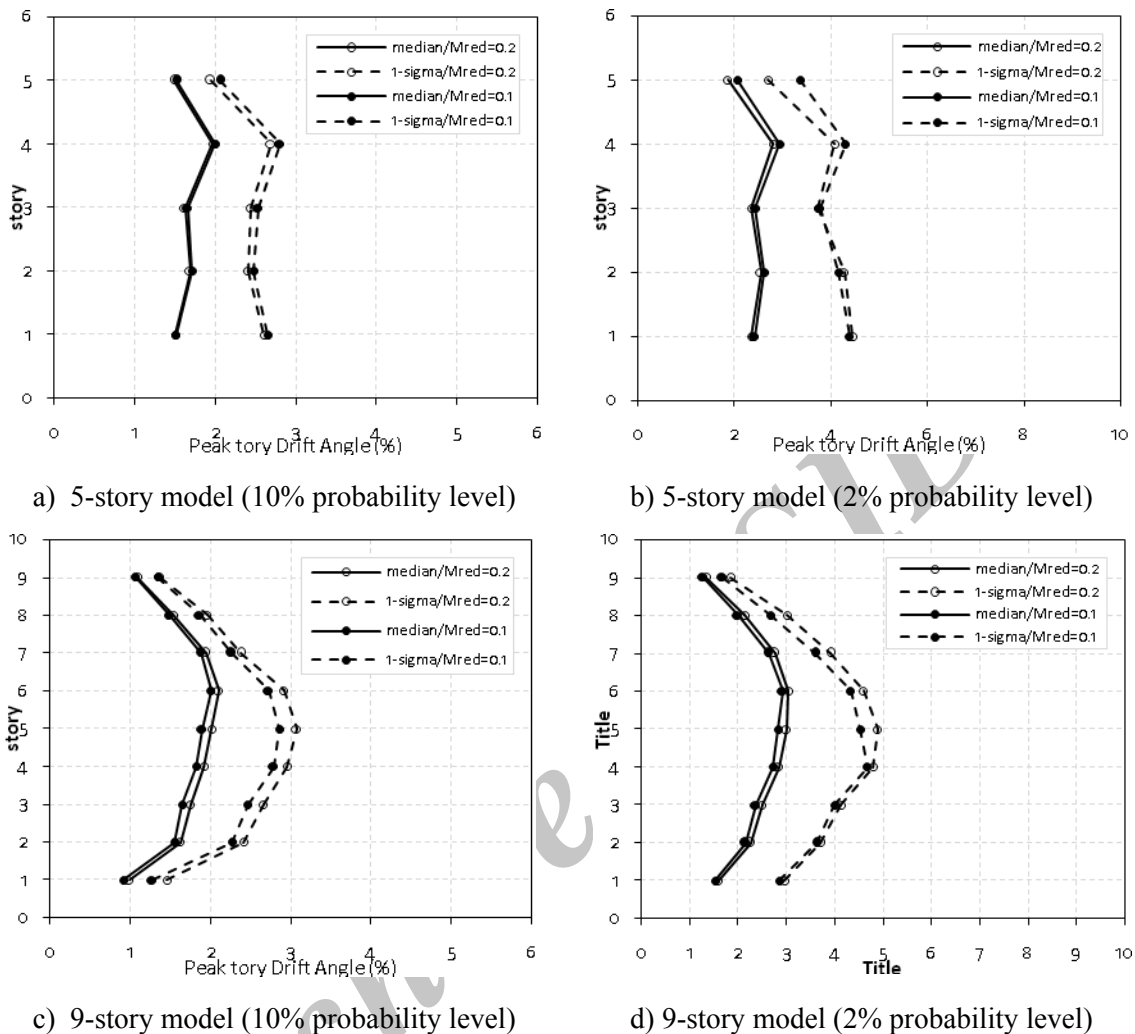 6
5
4
3
2
1
0
story
median/Mred=0.2
1-sigma/Mred=0.2
median/Mred=0.1
1-sigma/Mred=0.1
0 1 2 3 4 5 6
Peak tory Drift Angle (%)
a) 5-story model (10% probability level)
6
5
4
3
2
1
0
story
median/Mred=0.2
1-sigma/Mred=0.2
median/Mred=0.1
1-sigma/Mred=0.1
0 2 4 6 8 10
Peak tory Drift Angle (%)
b) 5-story model (2% probability level)
10
9
8
7
6
5
4
3
2
1
0
story
median/Mred=0.2
1-sigma/Mred=0.2
median/Mred=0.1
1-sigma/Mred=0.1
0 1 2 3 4 5 6
Peak tory Drift Angle (%)
c) 9-story model (10% probability level)
10
9
8
7
6
5
4
3
2
1
0
Title
median/Mred=0.2
1-sigma/Mred=0.2
median/Mred=0.1
1-sigma/Mred=0.1
0 1 2 3 4 5 6 7 8 9 10
Title
d) 9-story model (2% probability level)